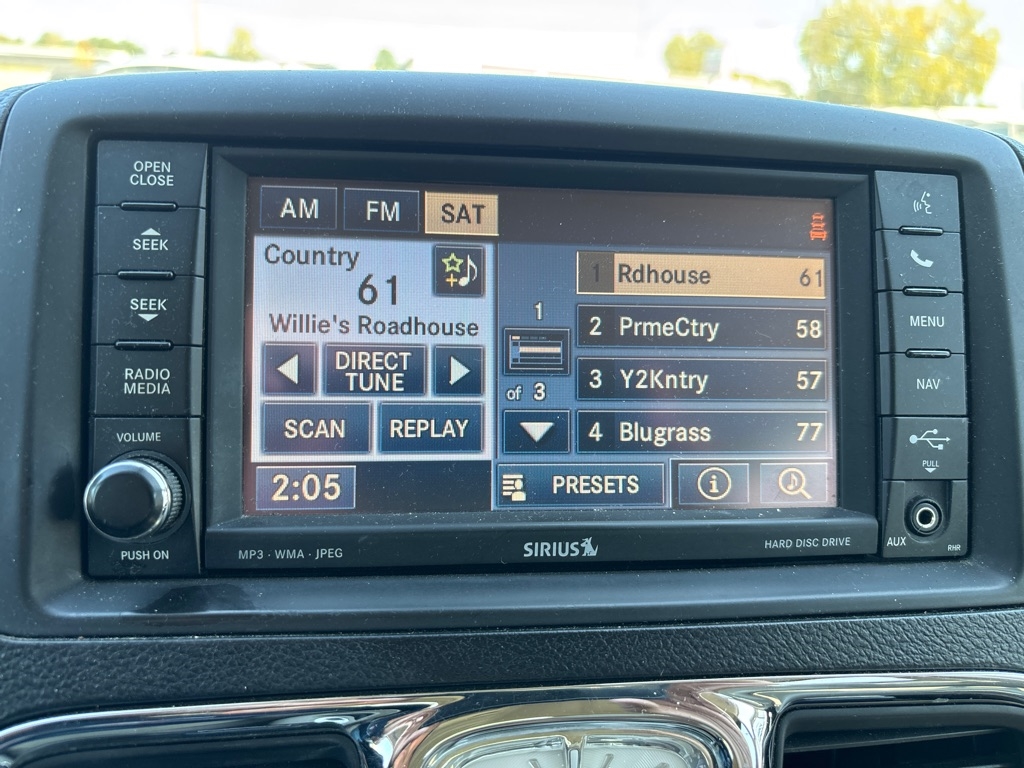 OPEN
CLOSE
SEEK
SEEK
RADIO
MEDIA
VOLUME
PUSH ON
AM FM SAT
Country
61
Willie's Roadhouse
DIRECT
TUNE
SCAN REPLAY
2:05
1
of 3
1 Rdhouse 61
2 PrmeCtry 58
3 Y2Kntry 57
4 Blugrass 77
PRESETS
i
MENU
NAV
PULL
AUX
RHR
MP3 · WMA · JPEG
SIRIUS
HARD DISC DRIVE